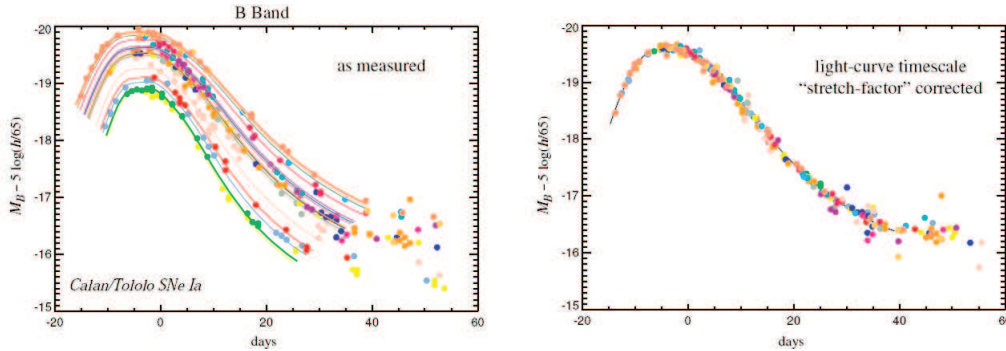 B Band
-20
-19
-18
-17
-16
-15
M_B – 5 log(h/65)
as measured
Calan/Tololo SNe Ia
-20 0 20 40 60
days
-20
-19
-18
-17
-16
-15
M_B – 5 log(h/65)
light-curve timescale
“stretch-factor” corrected
-20 0 20 40 60
days